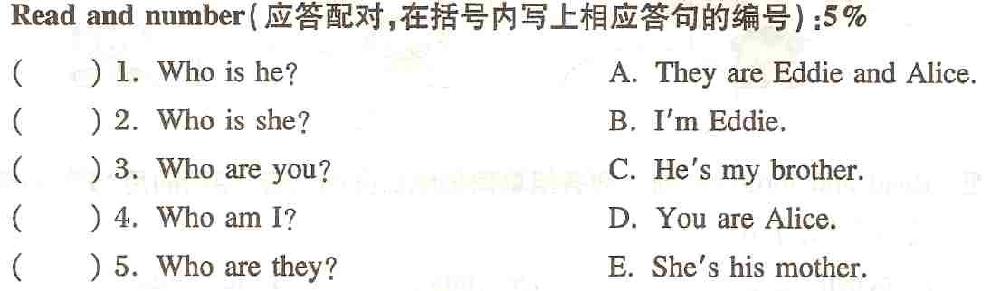 Read and number(应答配对,在括号内写上相应答句的编号):5%
(    ) 1. Who is he?    A. They are Eddie and Alice.
(    ) 2. Who is she?    B. I'm Eddie.
(    ) 3. Who are you?    C. He's my brother.
(    ) 4. Who am I?    D. You are Alice.
(    ) 5. Who are they?    E. She's his mother.